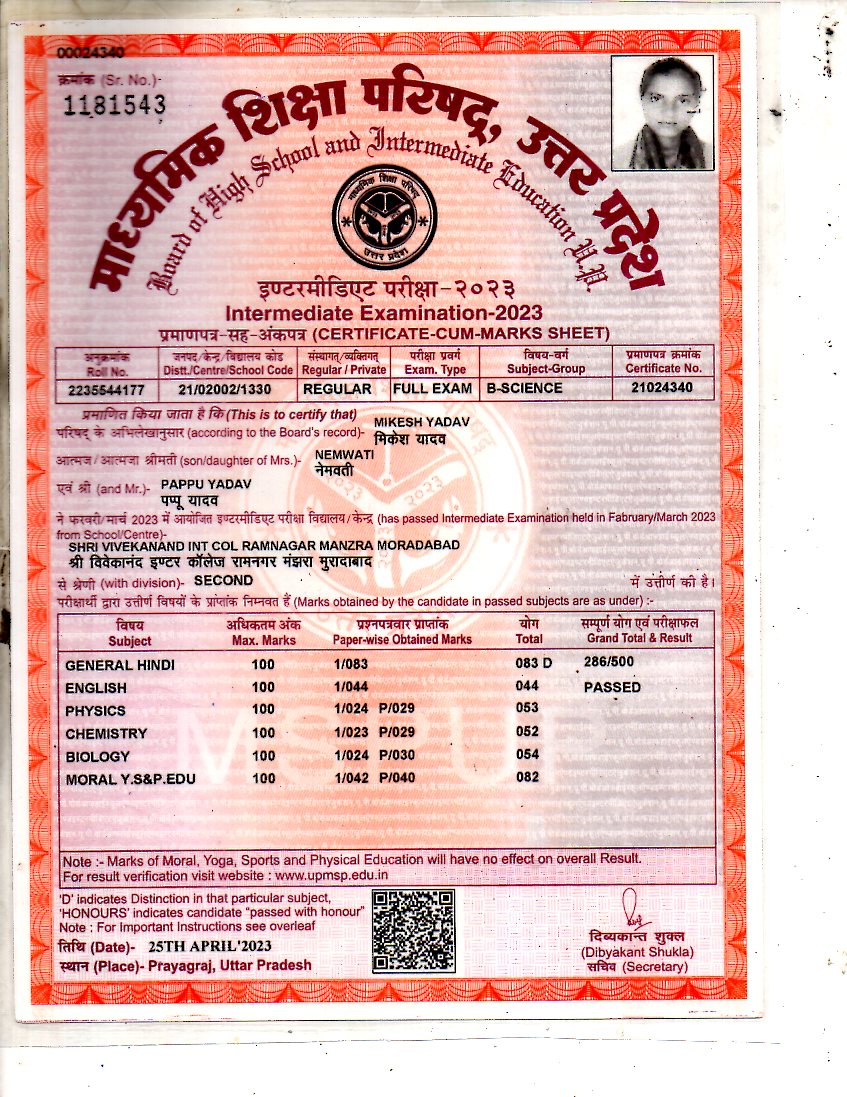 00024340
क्रमांक (Sr. No.)-
1181543
माध्यमिक शिक्षा परिषद्, उत्तर प्रदेश
Board of High School and Intermediate Education U.P.
माध्यमिक शिक्षा परिषद
उत्तर प्रदेश
इण्टरमीडिएट परीक्षा-२०२३
Intermediate Examination-2023
प्रमाणपत्र-सह-अंकपत्र (CERTIFICATE-CUM-MARKS SHEET)
अनुक्रमांक जनपद/केन्द्र/विद्यालय कोड संस्थागत्/व्यक्तिगत् परीक्षा प्रवर्ग विषय-वर्ग प्रमाणपत्र क्रमांक
Roll No. Distt./Centre/School Code Regular / Private Exam. Type Subject-Group Certificate No.
2235544177 21/02002/1330 REGULAR FULL EXAM B-SCIENCE 21024340
प्रमाणित किया जाता है कि (This is to certify that)
MIKESH YADAV
परिषद् के अभिलेखानुसार (according to the Board's record)- मिकेश यादव
NEMWATI
आत्मज/आत्मजा श्रीमती (son/daughter of Mrs.)- नेमवती
एवं श्री (and Mr.)- PAPPU YADAV
पप्पू यादव
ने फरवरी/मार्च 2023 में आयोजित इण्टरमीडिएट परीक्षा विद्यालय/केन्द्र (has passed Intermediate Examination held in Fabruary/March 2023
from School/Centre)-
SHRI VIVEKANAND INT COL RAMNAGAR MANZRA MORADABAD
श्री विवेकानंद इण्टर कॉलेज रामनगर मंझरा मुरादाबाद
से श्रेणी (with division)- SECOND में उत्तीर्ण की है।
परीक्षार्थी द्वारा उत्तीर्ण विषयों के प्राप्तांक निम्नवत हैं (Marks obtained by the candidate in passed subjects are as under) :-
विषय अधिकतम अंक प्रश्नपत्रवार प्राप्तांक योग सम्पूर्ण योग एवं परीक्षाफल
Subject Max. Marks Paper-wise Obtained Marks Total Grand Total & Result
GENERAL HINDI 100 1/083 083 D 286/500
ENGLISH 100 1/044 044 PASSED
PHYSICS 100 1/024 P/029 053
CHEMISTRY 100 1/023 P/029 052
BIOLOGY 100 1/024 P/030 054
MORAL Y.S&P.EDU 100 1/042 P/040 082
Note :- Marks of Moral, Yoga, Sports and Physical Education will have no effect on overall Result.
For result verification visit website : www.upmsp.edu.in
'D' indicates Distinction in that particular subject,
'HONOURS' indicates candidate "passed with honour"
Note : For Important Instructions see overleaf
तिथि (Date)- 25TH APRIL'2023
स्थान (Place)- Prayagraj, Uttar Pradesh
दिव्यकान्त शुक्ल
(Dibyakant Shukla)
सचिव (Secretary)